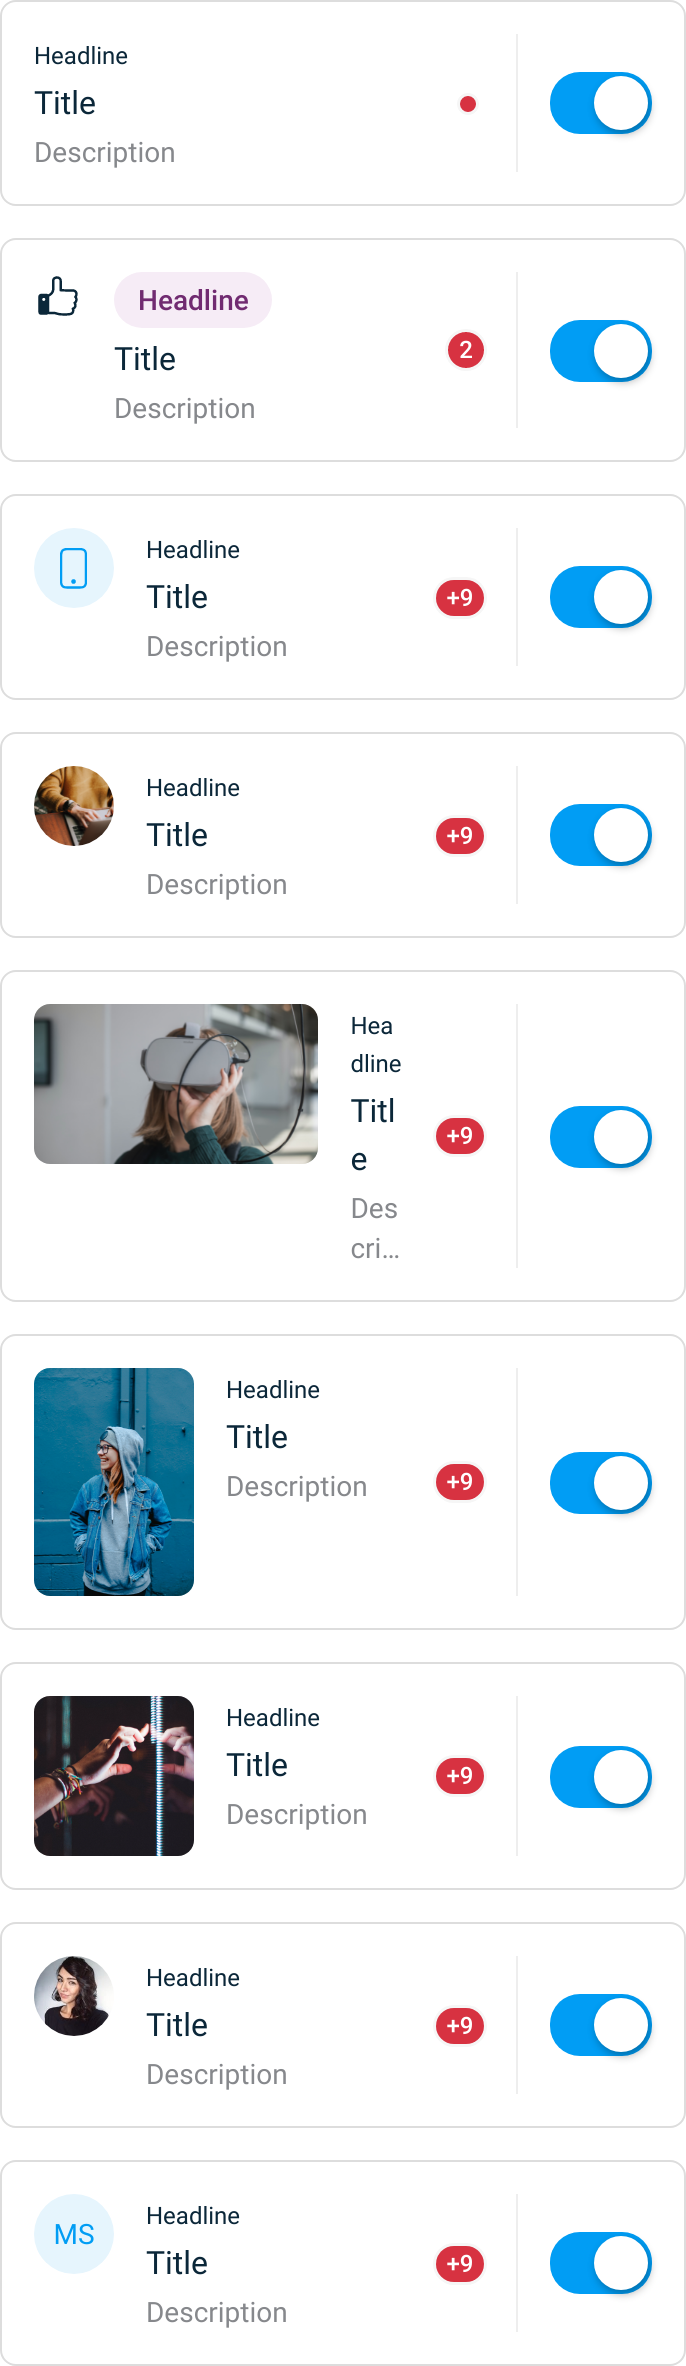 Headline
Title
Description
Headline
Title
Description
2
Headline
Title
Description
+9
Headline
Title
Description
+9
Hea
dline
Titl
e
Des
cri...
+9
Headline
Title
Description
+9
Headline
Title
Description
+9
Headline
Title
Description
+9
MS
Headline
Title
Description
+9